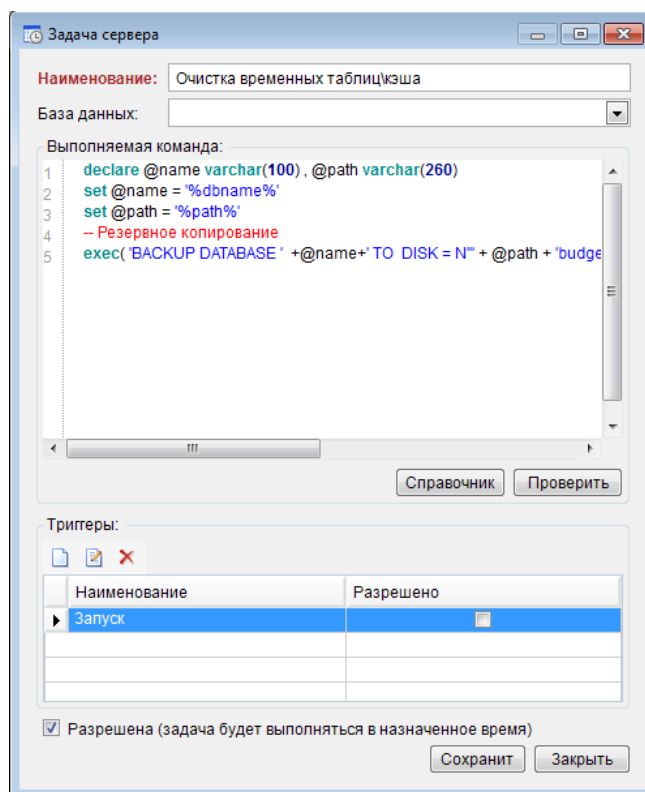 Задача сервера
Наименование: Очистка временных таблиц\кэша
База данных:
Выполняемая команда:
1 declare @name varchar(100) , @path varchar(260)
2 set @name = '%dbname%'
3 set @path = '%path%'
4 -- Резервное копирование
5 exec( 'BACKUP DATABASE ' +@name+' TO DISK = N''' + @path + 'budge
Справочник Проверить
Триггеры:
Наименование Разрешено
Запуск
Разрешена (задача будет выполняться в назначенное время)
Сохранит Закрыть